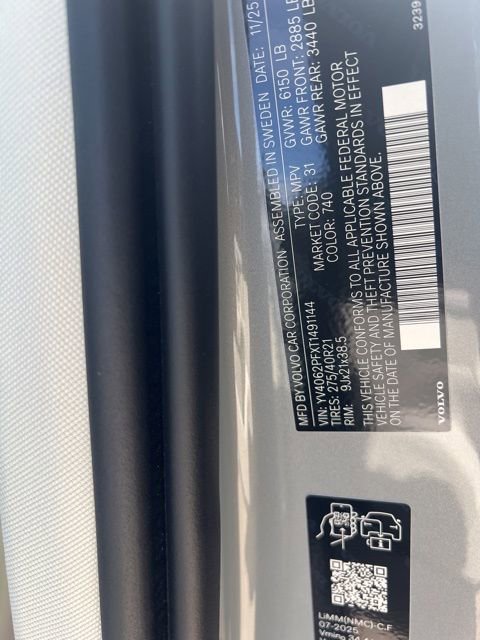 MFD BY VOLVO CAR CORPORATION ASSEMBLED IN SWEDEN DATE: 11/25
VIN: YV4062PFXT1491144 TYPE: MPV GVWR: 6150 LB
TIRES: 275/40R21 MARKET CODE: 31 GAWR FRONT: 2885 LB
RIM: 9Jx21x38.5 COLOR: 740 GAWR REAR: 3440 LB
THIS VEHICLE CONFORMS TO ALL APPLICABLE FEDERAL MOTOR
VEHICLE SAFETY AND THEFT PREVENTION STANDARDS IN EFFECT
ON THE DATE OF MANUFACTURE SHOWN ABOVE.
VOLVO
3239
LiMM(NMC)-C,F
07-2025
Vming 34